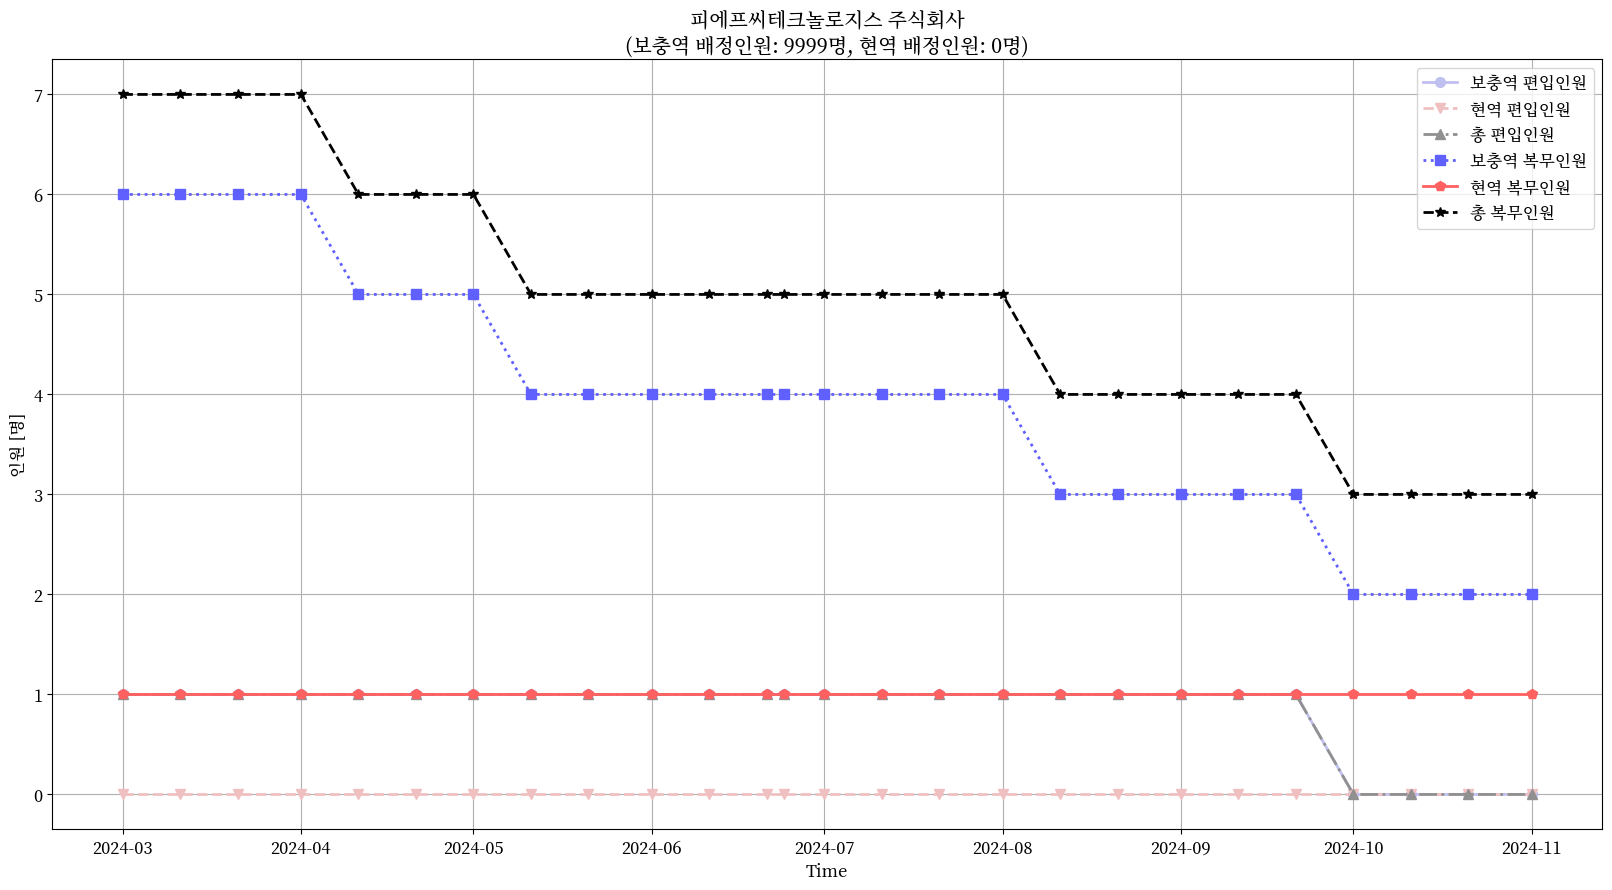 피에프씨테크놀로지스 주식회사
(보충역 배정인원: 9999명, 현역 배정인원: 0명)
보충역 편입인원
현역 편입인원
총 편입인원
보충역 복무인원
현역 복무인원
총 복무인원
인원 [명]
7
6
5
4
3
2
1
0
2024-03 2024-04 2024-05 2024-06 2024-07 2024-08 2024-09 2024-10 2024-11
Time